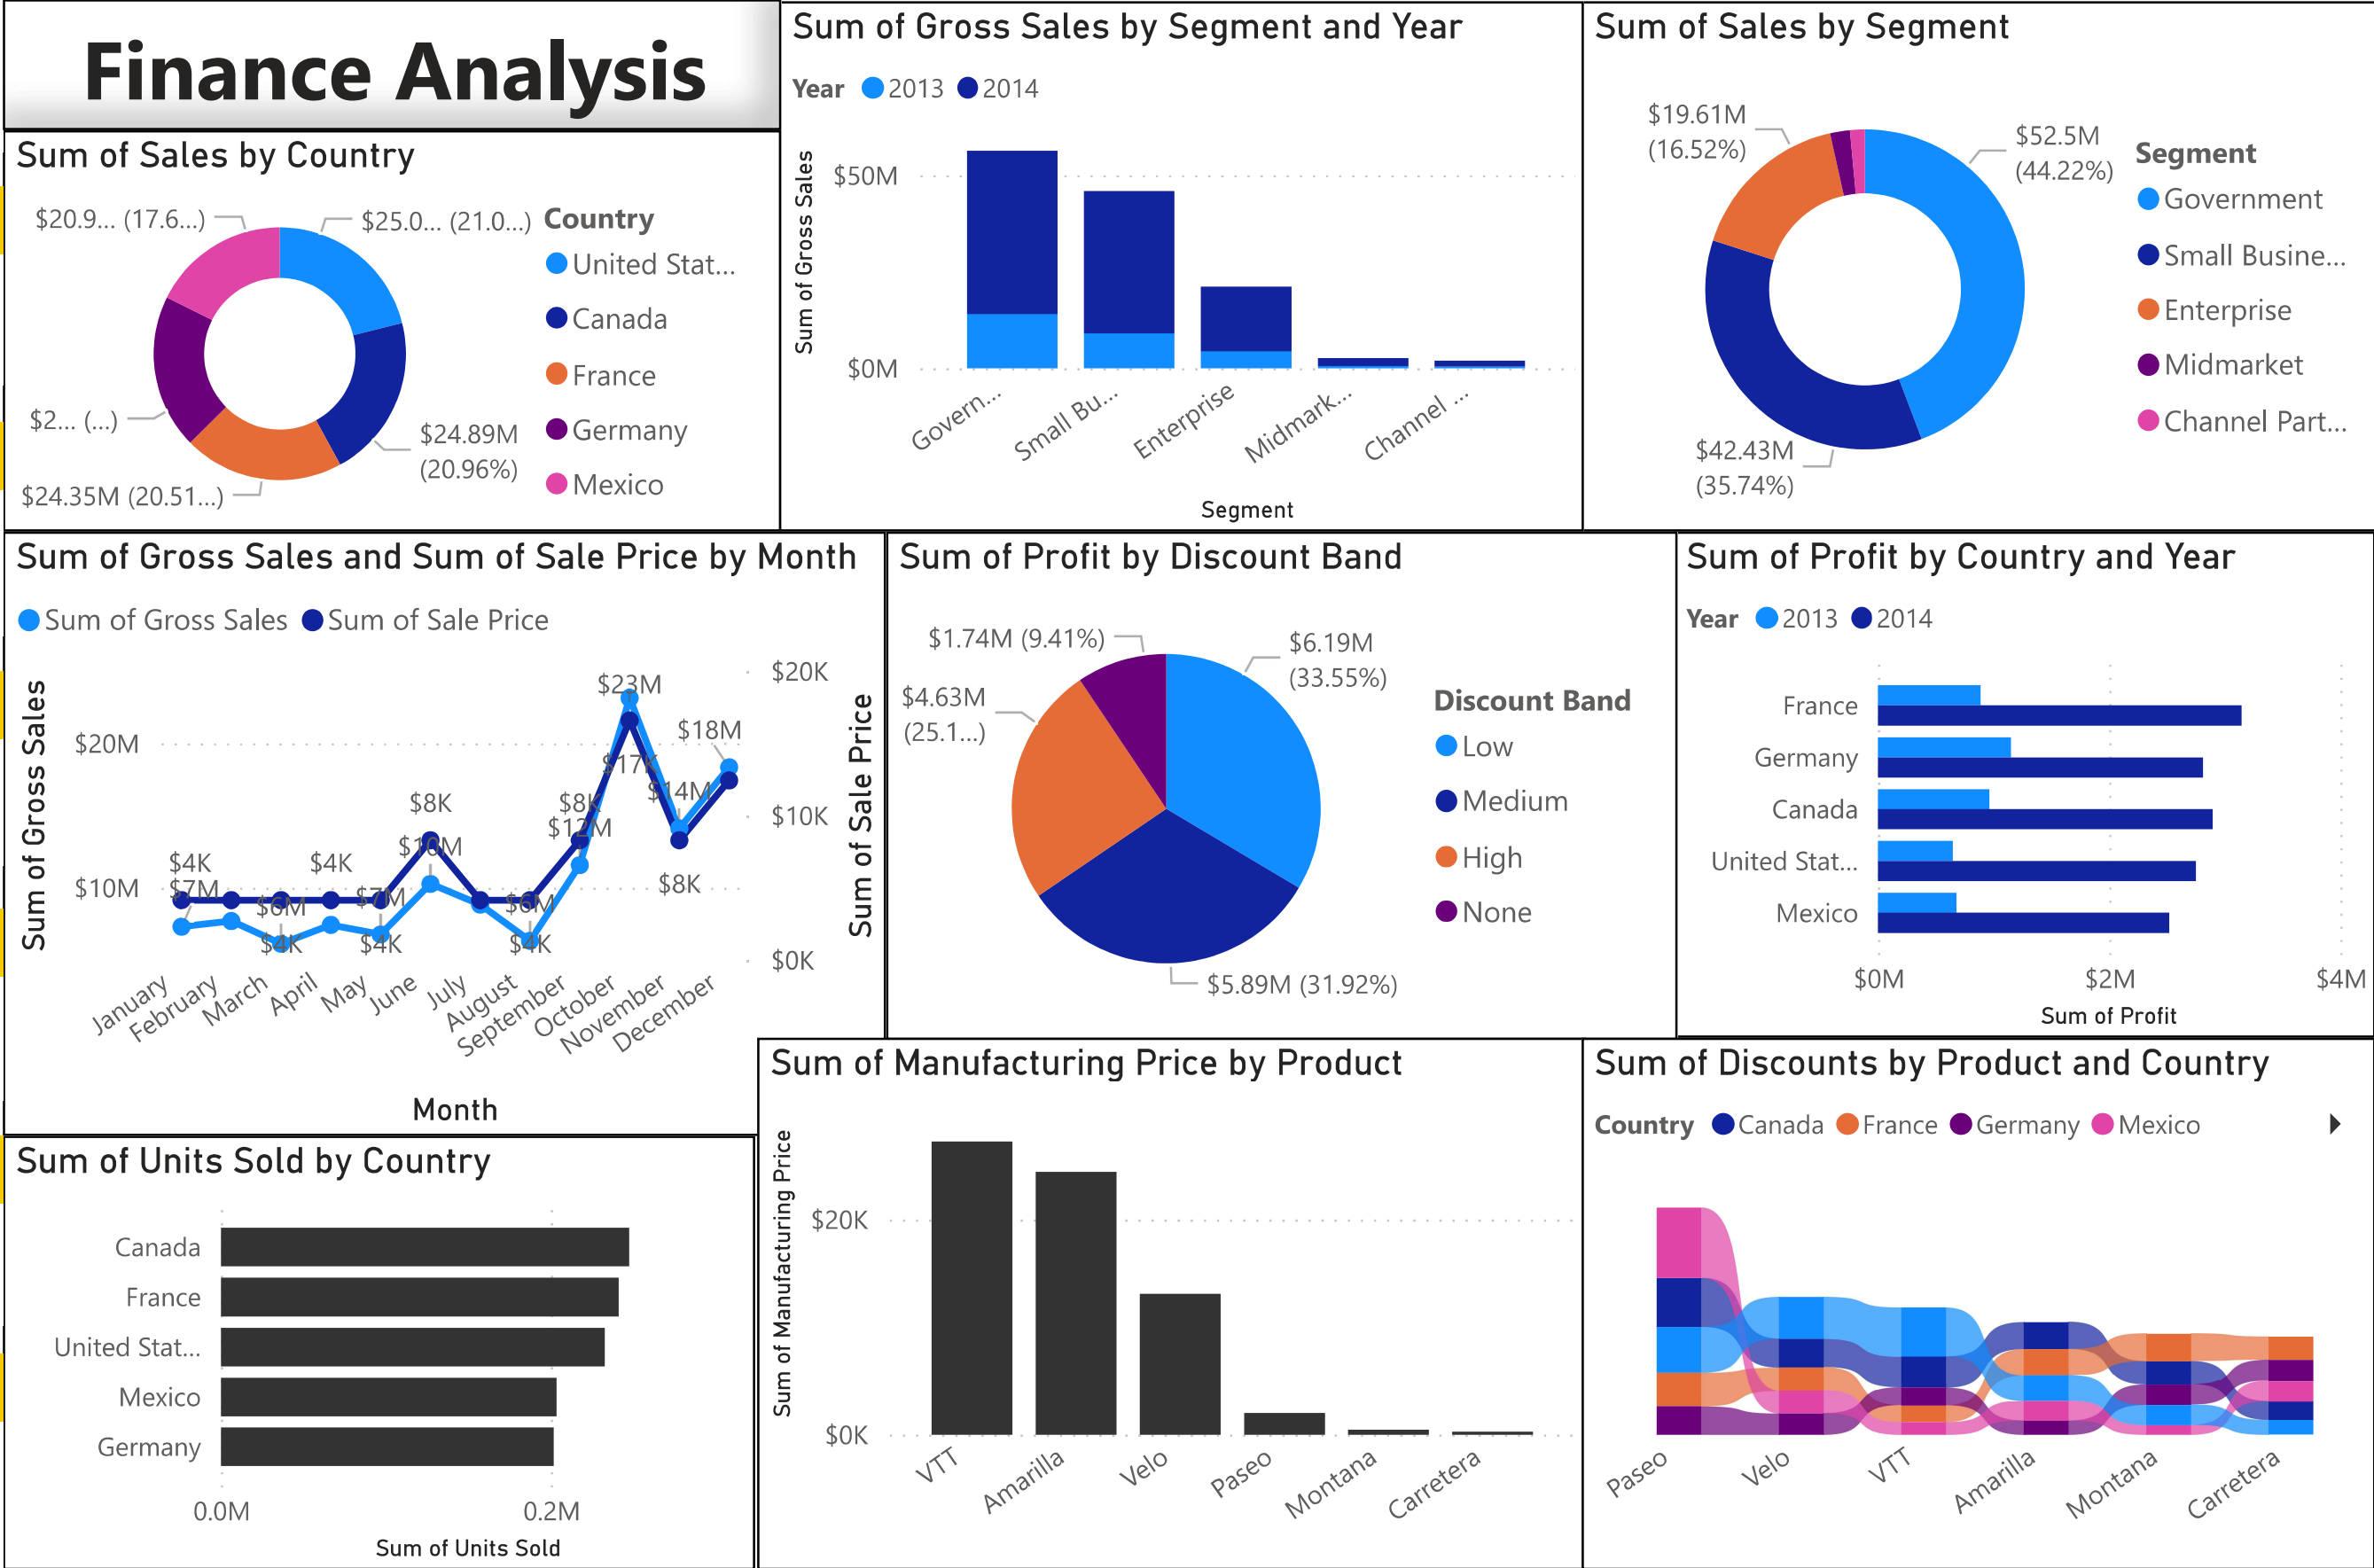 Finance Analysis
Sum of Sales by Country
$20.9... (17.6...)
$25.0... (21.0...)
$2... (...)
$24.89M
(20.96%)
$24.35M (20.51...)
Country
United Stat...
Canada
France
Germany
Mexico
Sum of Gross Sales by Segment and Year
Year 2013 2014
Sum of Gross Sales
$50M
$0M
Govern...
Small Bu...
Enterprise
Midmark...
Channel ...
Segment
Sum of Sales by Segment
$19.61M
(16.52%)
$52.5M
(44.22%)
$42.43M
(35.74%)
Segment
Government
Small Busine...
Enterprise
Midmarket
Channel Part...
Sum of Gross Sales and Sum of Sale Price by Month
Sum of Gross Sales Sum of Sale Price
Sum of Gross Sales
$20M
$10M
$4K
$7M
$6M
$4K
$4K
$7M
$4K
$8K
$10M
$6M
$4K
$8K
$12M
$23M
$17K
$14M
$8K
$18M
$20K
$10K
$0K
Sum of Sale Price
January
February
March
April
May
June
July
August
September
October
November
December
Month
Sum of Profit by Discount Band
$1.74M (9.41%)
$6.19M
(33.55%)
$4.63M
(25.1...)
$5.89M (31.92%)
Discount Band
Low
Medium
High
None
Sum of Profit by Country and Year
Year 2013 2014
France
Germany
Canada
United Stat...
Mexico
$0M
$2M
$4M
Sum of Profit
Sum of Units Sold by Country
Canada
France
United Stat...
Mexico
Germany
0.0M
0.2M
Sum of Units Sold
Sum of Manufacturing Price by Product
Sum of Manufacturing Price
$20K
$0K
VTT
Amarilla
Velo
Paseo
Montana
Carretera
Sum of Discounts by Product and Country
Country Canada France Germany Mexico
Paseo
Velo
VTT
Amarilla
Montana
Carretera